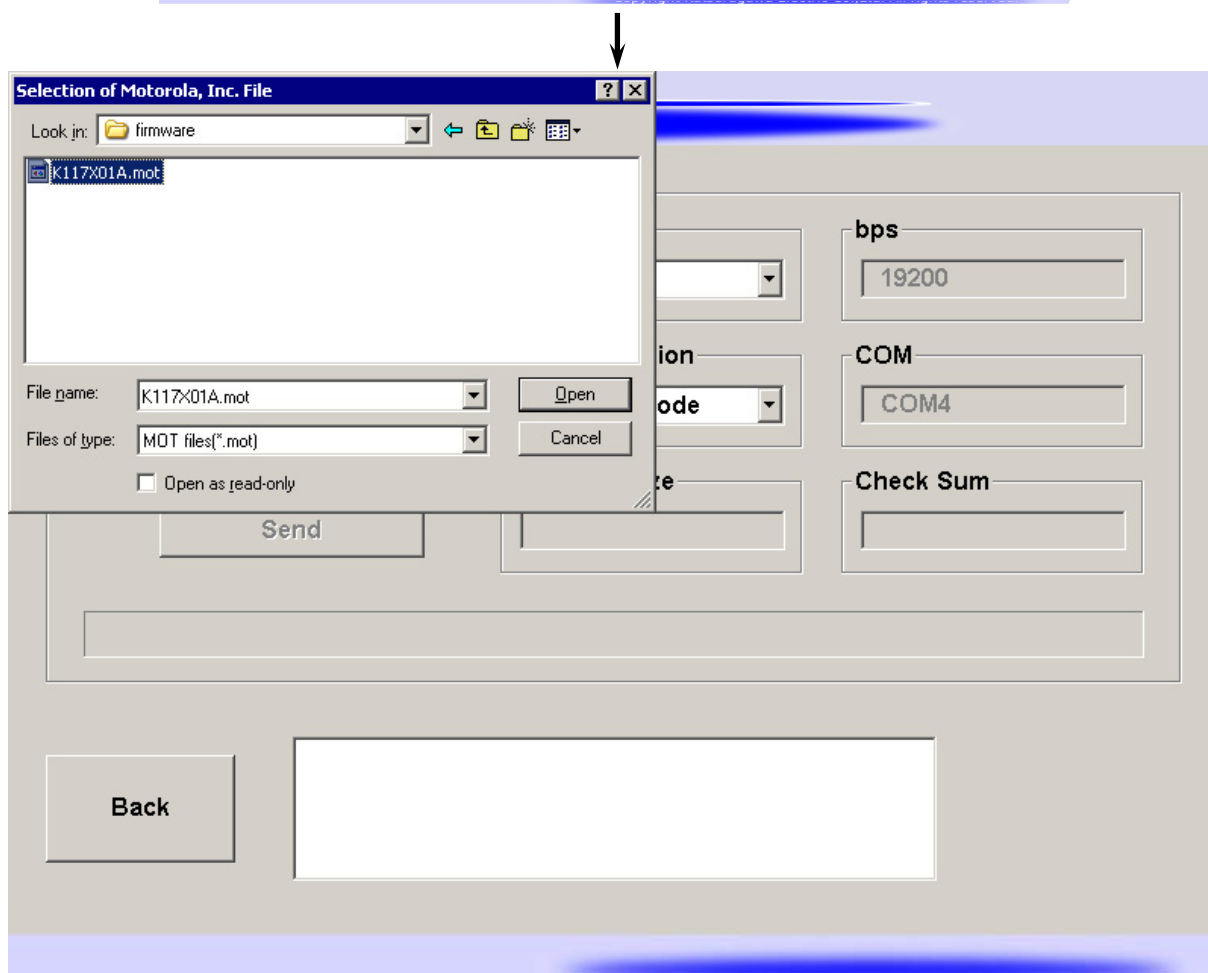 Selection of Motorola, Inc. File
Look in: firmware
K117X01A.mot
bps
19200
ion
COM
File name: K117X01A.mot Open
ode
COM4
Files of type: MOT files(*.mot) Cancel
Open as read-only
ze
Check Sum
Send
Back